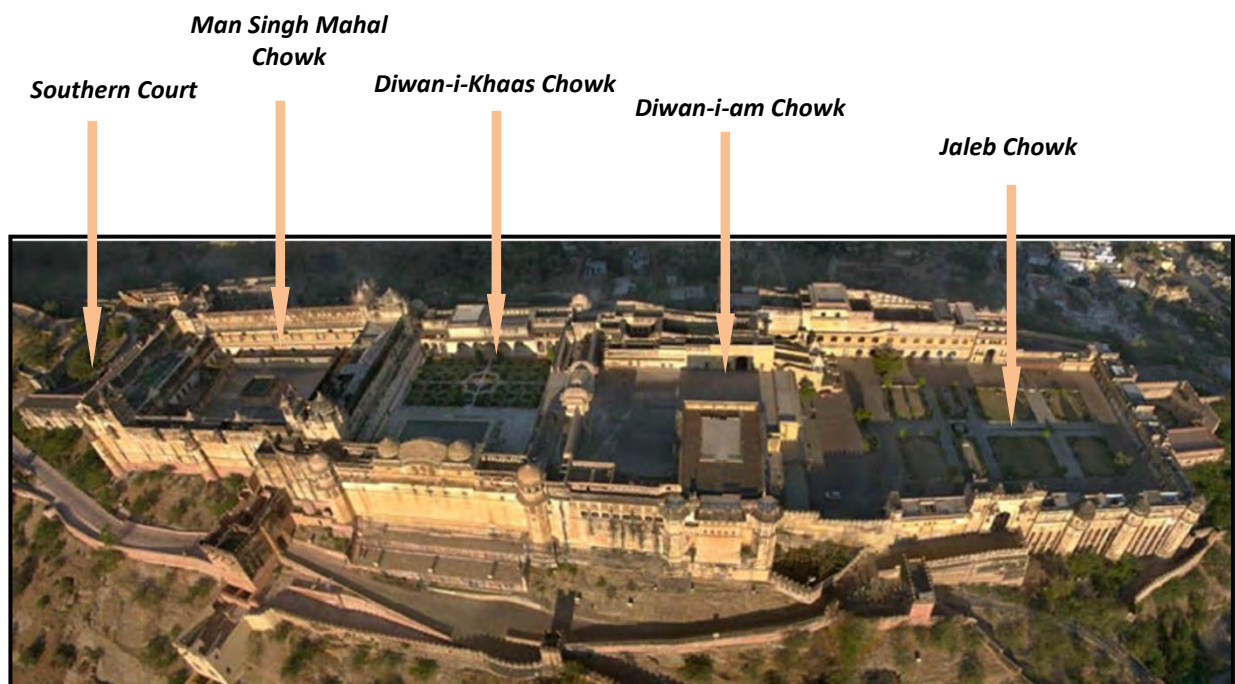 Southern Court
Man Singh Mahal
Chowk
Diwan-i-Khaas Chowk
Diwan-i-am Chowk
Jaleb Chowk